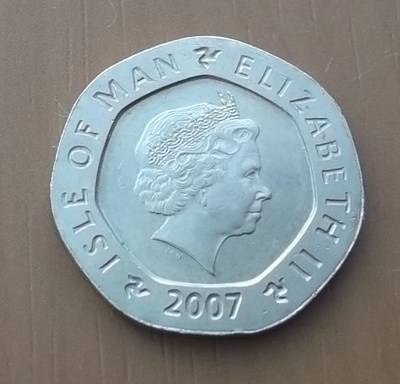 ISLE OF MAN
ELIZABETH II
2007